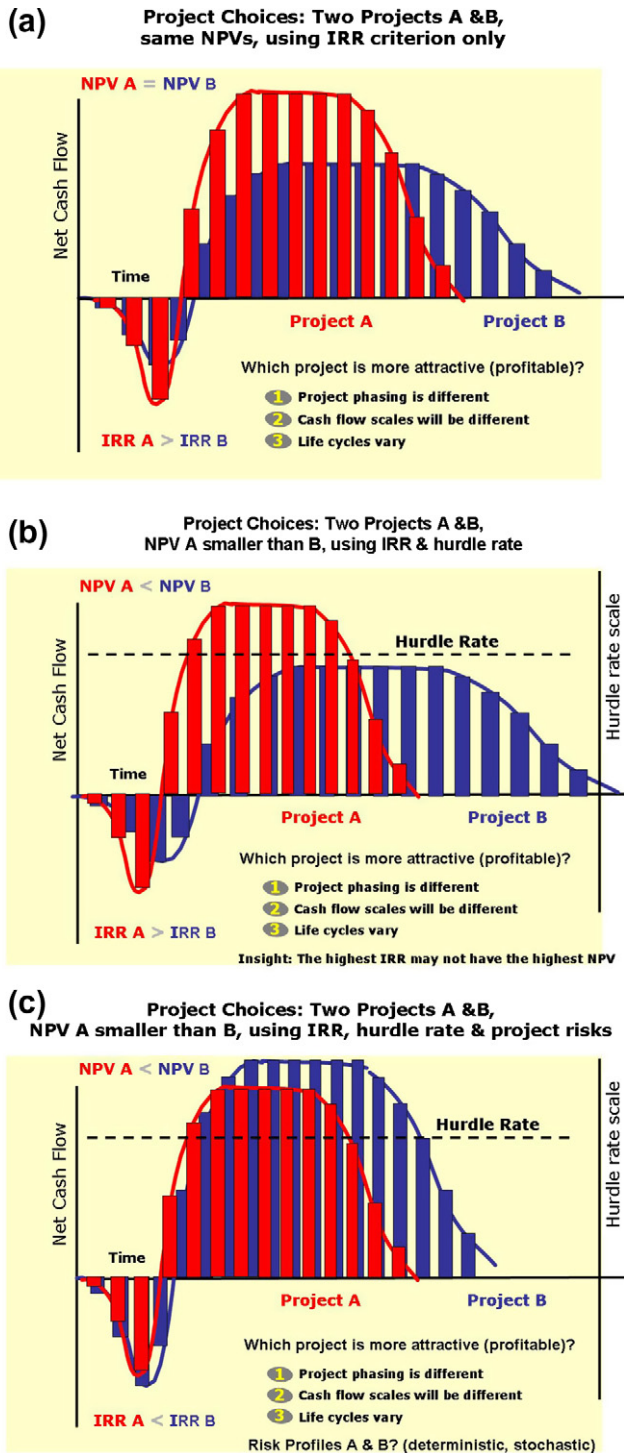 (a)
Project Choices: Two Projects A &B,
same NPVs, using IRR criterion only
NPV A = NPV B
Net Cash Flow
Time
Project A
Project B
Which project is more attractive (profitable)?
1 Project phasing is different
2 Cash flow scales will be different
3 Life cycles vary
IRR A > IRR B
(b)
Project Choices: Two Projects A &B,
NPV A smaller than B, using IRR & hurdle rate
NPV A < NPV B
Hurdle Rate
Net Cash Flow
Hurdle rate scale
Time
Project A
Project B
Which project is more attractive (profitable)?
1 Project phasing is different
2 Cash flow scales will be different
3 Life cycles vary
IRR A > IRR B
Insight: The highest IRR may not have the highest NPV
(c)
Project Choices: Two Projects A &B,
NPV A smaller than B, using IRR, hurdle rate & project risks
NPV A < NPV B
Hurdle Rate
Net Cash Flow
Hurdle rate scale
Time
Project A
Project B
Which project is more attractive (profitable)?
1 Project phasing is different
2 Cash flow scales will be different
3 Life cycles vary
IRR A < IRR B
Risk Profiles A & B? (deterministic, stochastic)